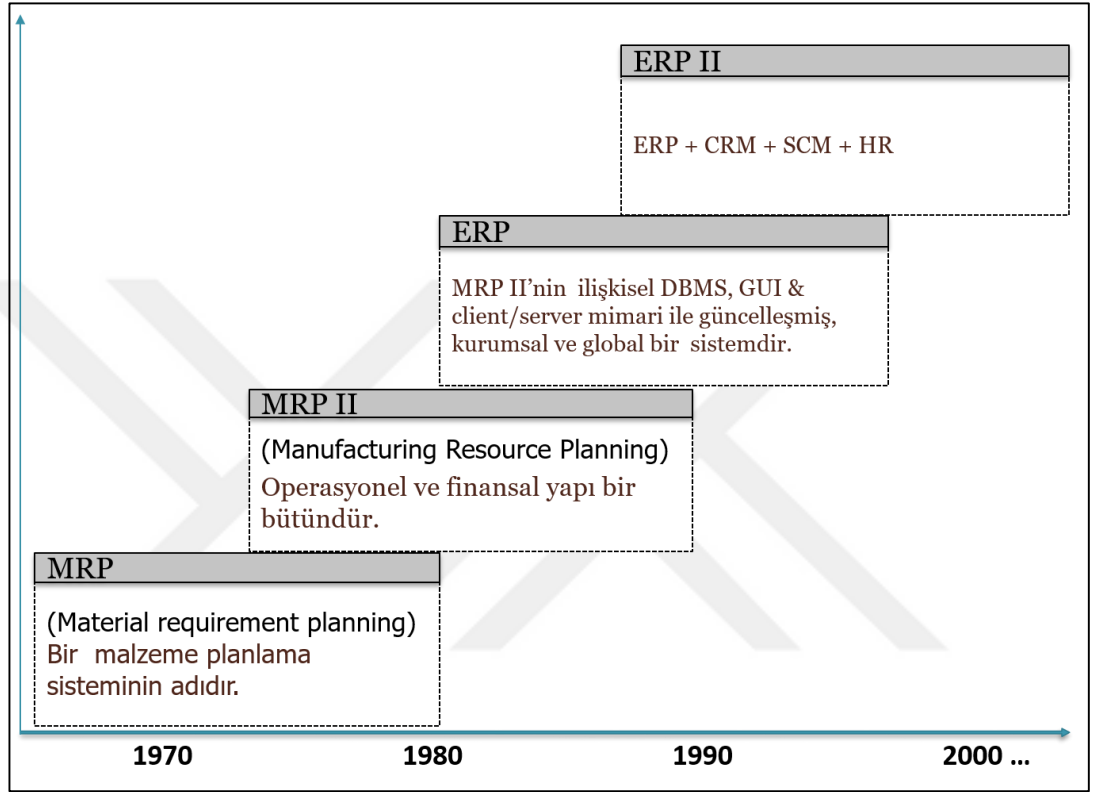 ERP II
ERP + CRM + SCM + HR
ERP
MRP II’nin ilişkisel DBMS, GUI &
client/server mimari ile güncelleşmiş,
kurumsal ve global bir sistemdir.
MRP II
(Manufacturing Resource Planning)
Operasyonel ve finansal yapı bir
bütündür.
MRP
(Material requirement planning)
Bir malzeme planlama
sisteminin adıdır.
1970 1980 1990 2000 ...